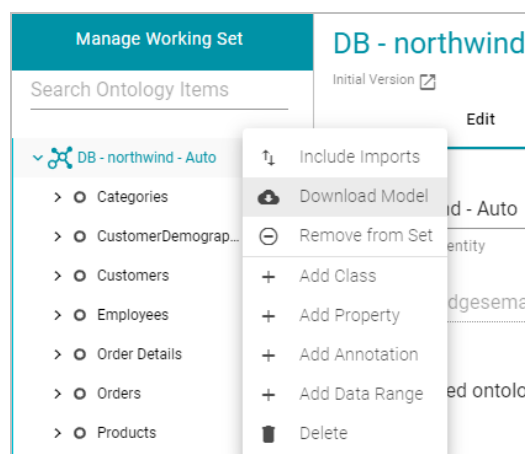 Manage Working Set
Search Ontology Items
DB - northwind - Auto
Categories
CustomerDemograp...
Customers
Employees
Order Details
Orders
Products
Include Imports
Download Model
Remove from Set
Add Class
Add Property
Add Annotation
Add Data Range
Delete
DB - northwind
Initial Version
Edit
d - Auto
entity